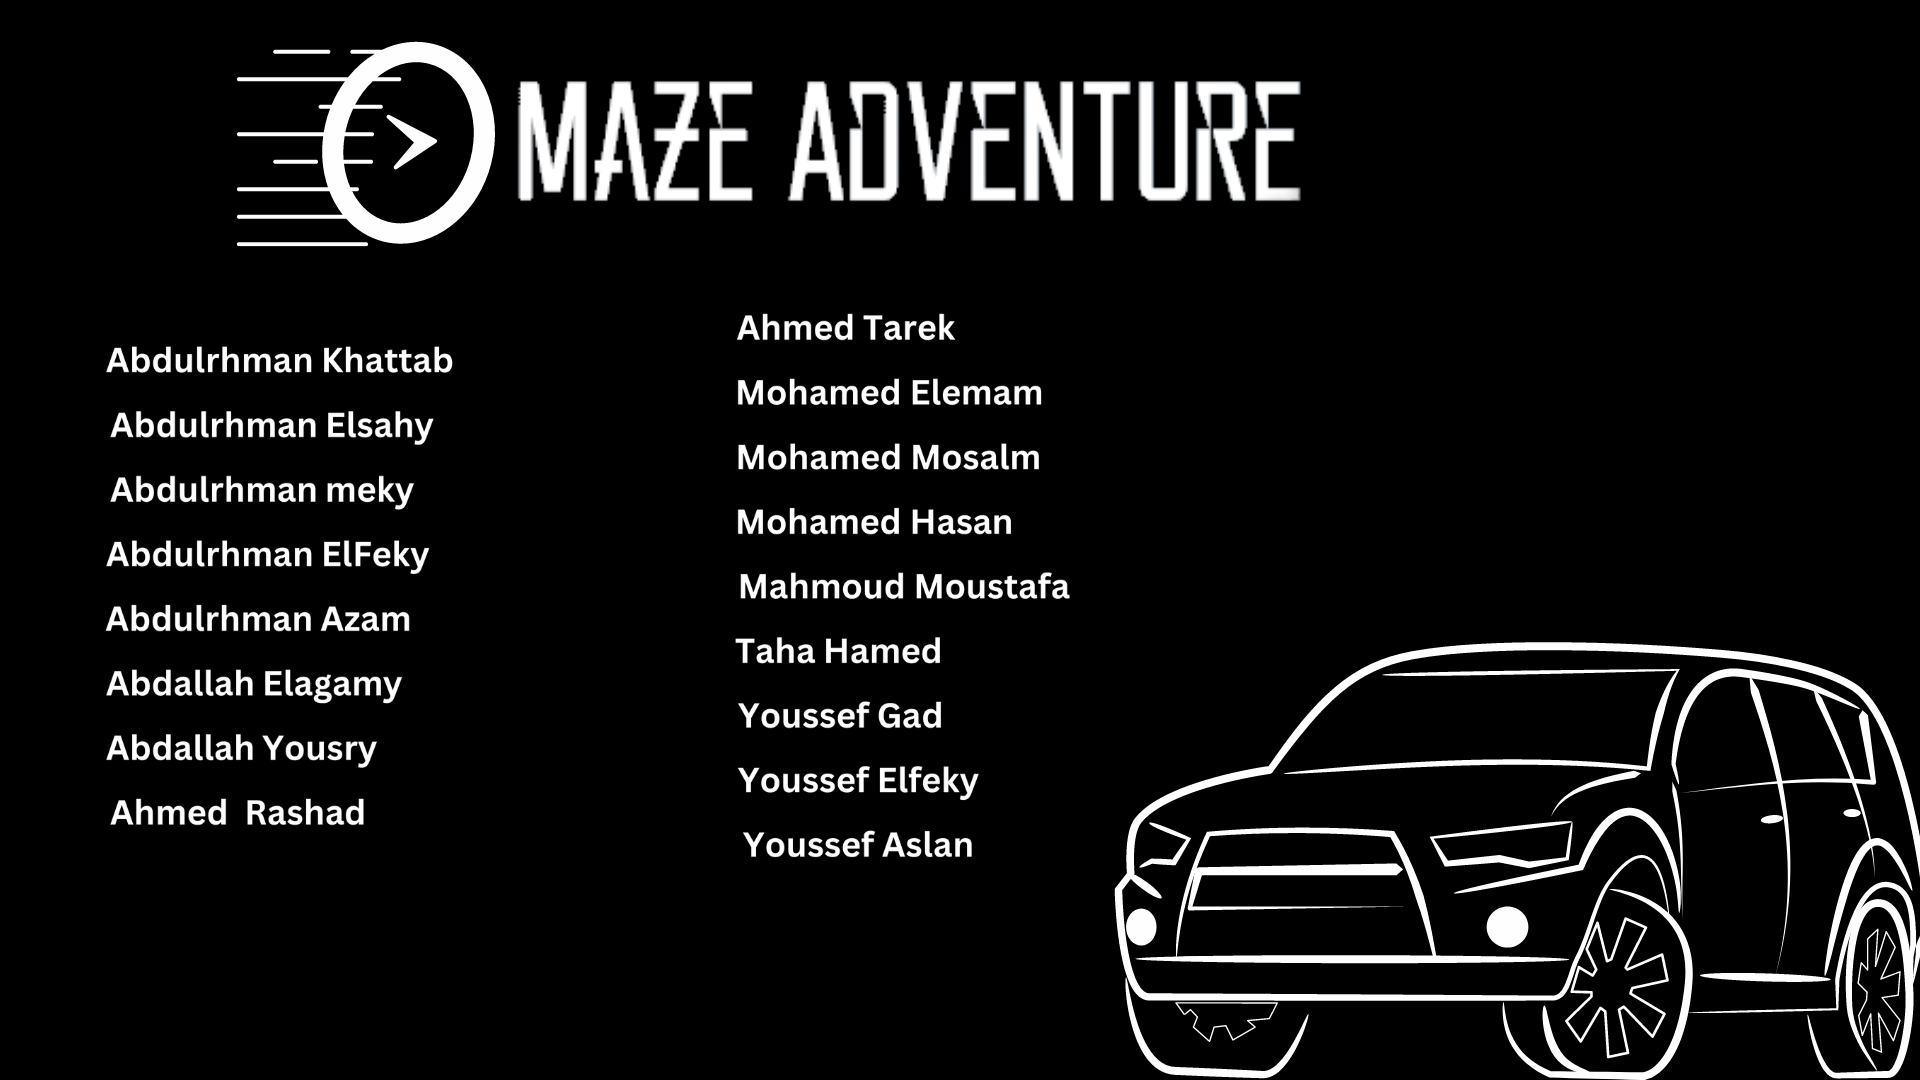 MAZE ADVENTURE
Abdulrhman Khattab
Abdulrhman Elsahy
Abdulrhman meky
Abdulrhman ElFeky
Abdulrhman Azam
Abdallah Elagamy
Abdallah Yousry
Ahmed  Rashad
Ahmed Tarek
Mohamed Elemam
Mohamed Mosalm
Mohamed Hasan
Mahmoud Moustafa
Taha Hamed
Youssef Gad
Youssef Elfeky
Youssef Aslan